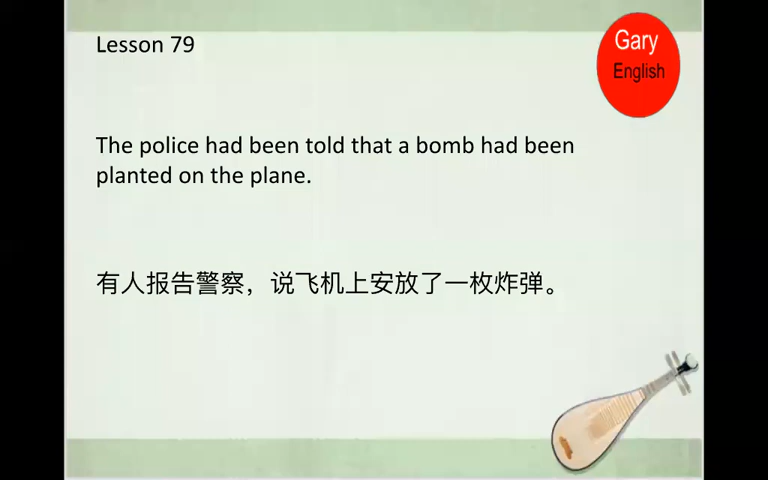 Lesson 79
Gary
English
The police had been told that a bomb had been
planted on the plane.
有人报告警察，说飞机上安放了一枚炸弹。